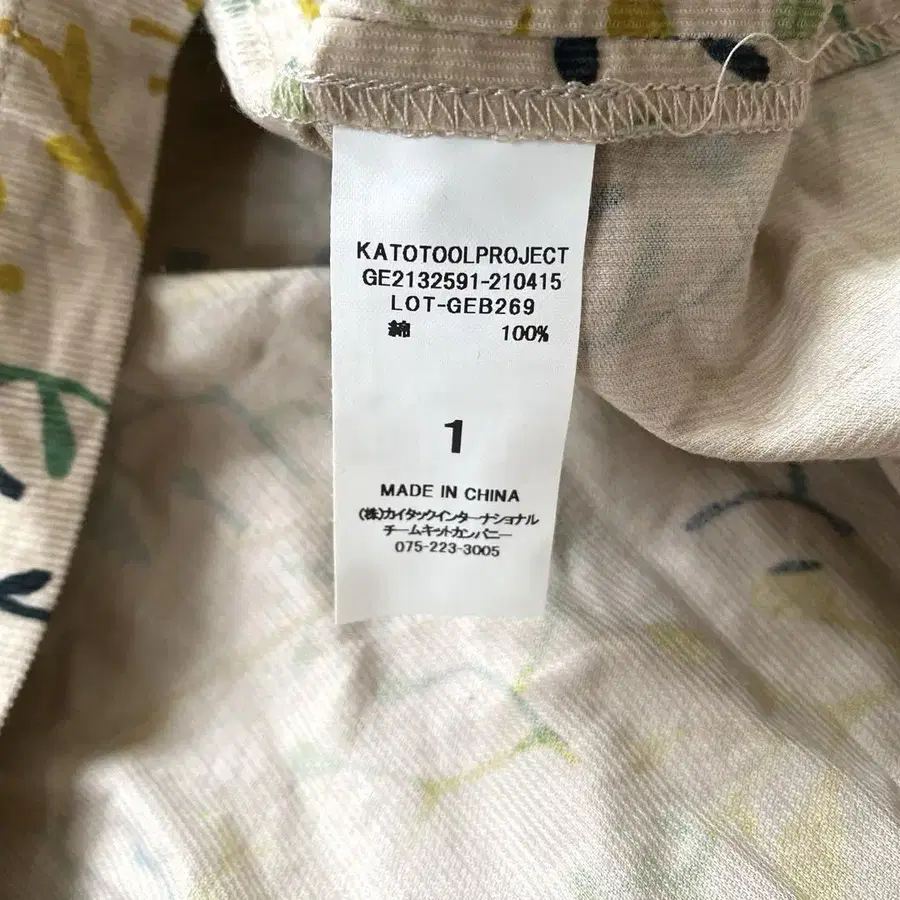 KATOTOOLPROJECT
GE2132591-210415
LOT-GEB269
綿 100%
1
MADE IN CHINA
(株)カイタックインターナショナル
チームキットカンパニー
075-223-3005